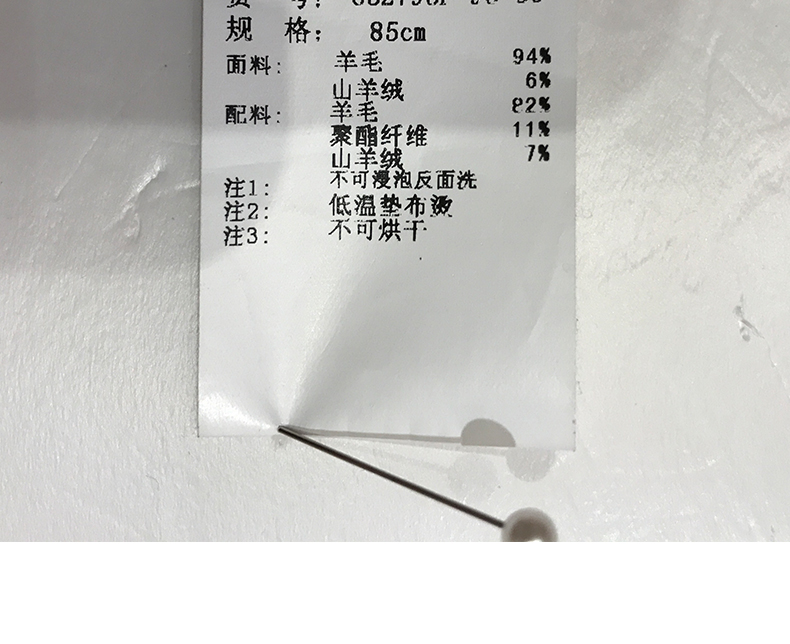 规 格： 85cm
面料： 羊毛 94%
山羊绒 6%
配料： 羊毛 82%
聚酯纤维 11%
山羊绒 7%
注1: 不可浸泡反面洗
注2: 低温垫布烫
注3: 不可烘干